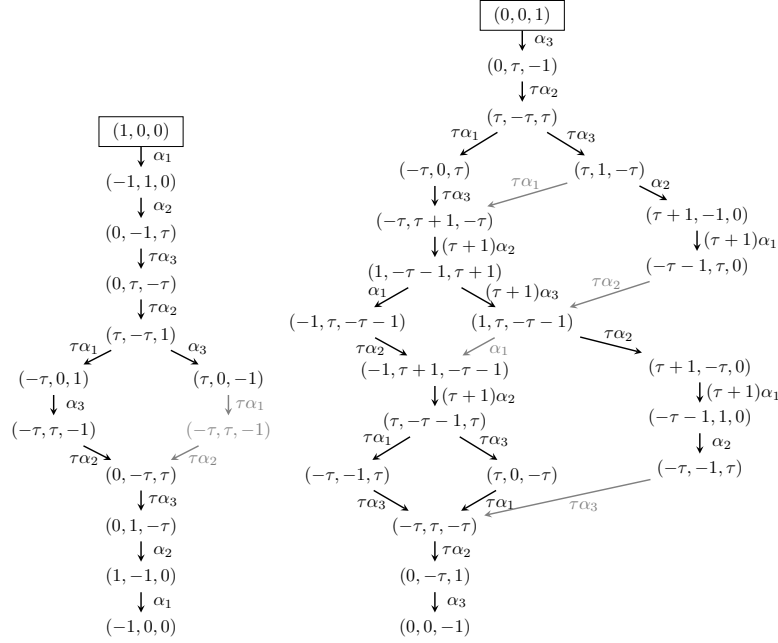 (1, 0, 0)
α₁
(−1, 1, 0)
α₂
(0, −1, τ)
τα₃
(0, τ, −τ)
τα₂
(τ, −τ, 1)
τα₁ α₃
(−τ, 0, 1) (τ, 0, −1)
α₃ τα₁
(−τ, τ, −1) (−τ, τ, −1)
τα₂ τα₂
(0, −τ, τ)
τα₃
(0, 1, −τ)
α₂
(1, −1, 0)
α₁
(−1, 0, 0)
(0, 0, 1)
α₃
(0, τ, −1)
τα₂
(τ, −τ, τ)
τα₁ τα₃
(−τ, 0, τ) (τ, 1, −τ)
τα₃ τα₁ α₂
(−τ, τ + 1, −τ) (τ + 1, −1, 0)
(τ + 1)α₂ (τ + 1)α₁
(1, −τ − 1, τ + 1) (−τ − 1, τ, 0)
α₁ (τ + 1)α₃ τα₂
(−1, τ, −τ − 1) (1, τ, −τ − 1)
τα₂ α₁ τα₂
(−1, τ + 1, −τ − 1) (τ + 1, −τ, 0)
(τ + 1)α₂ (τ + 1)α₁
(τ, −τ − 1, τ) (−τ − 1, 1, 0)
τα₁ τα₃ α₂
(−τ, −1, τ) (τ, 0, −τ) (−τ, −1, τ)
τα₃ τα₁ τα₃
(−τ, τ, −τ)
τα₂
(0, −τ, 1)
α₃
(0, 0, −1)